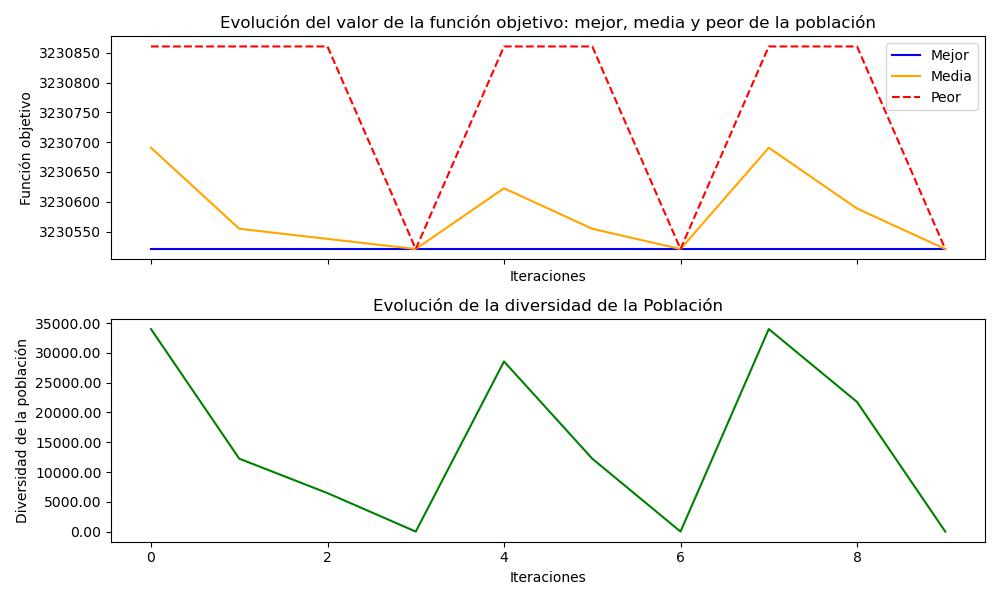 Evolución del valor de la función objetivo: mejor, media y peor de la población
Función objetivo
3230850
3230800
3230750
3230700
3230650
3230600
3230550
Mejor
Media
Peor
Iteraciones
Evolución de la diversidad de la Población
Diversidad de la población
35000.00
30000.00
25000.00
20000.00
15000.00
10000.00
5000.00
0.00
0 2 4 6 8
Iteraciones